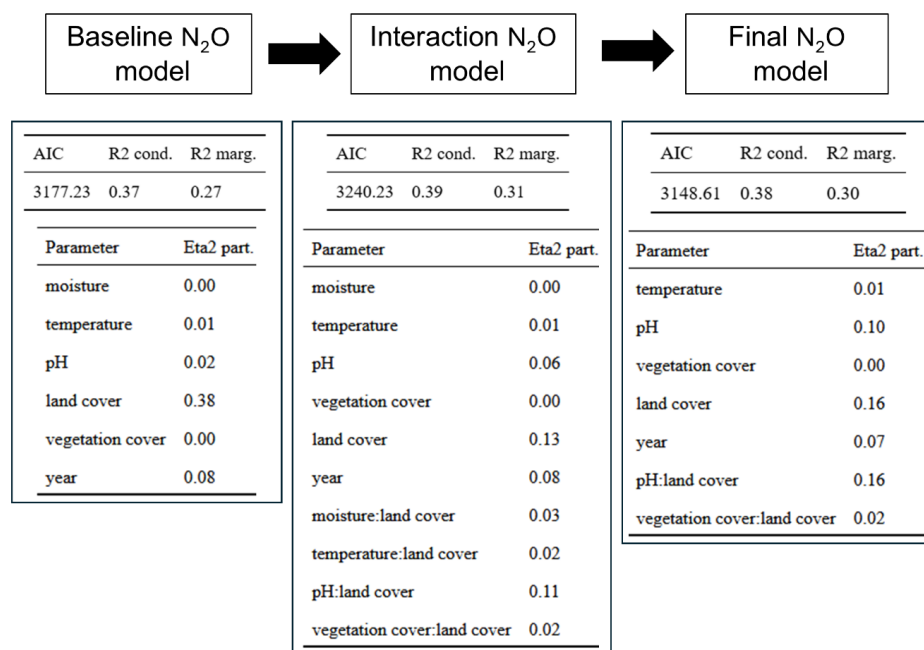 Baseline N₂O
model
Interaction N₂O
model
Final N₂O
model
AIC R2 cond. R2 marg.
3177.23 0.37 0.27
Parameter Eta2 part.
moisture 0.00
temperature 0.01
pH 0.02
land cover 0.38
vegetation cover 0.00
year 0.08
AIC R2 cond. R2 marg.
3240.23 0.39 0.31
Parameter Eta2 part.
moisture 0.00
temperature 0.01
pH 0.06
vegetation cover 0.00
land cover 0.13
year 0.08
moisture:land cover 0.03
temperature:land cover 0.02
pH:land cover 0.11
vegetation cover:land cover 0.02
AIC R2 cond. R2 marg.
3148.61 0.38 0.30
Parameter Eta2 part.
temperature 0.01
pH 0.10
vegetation cover 0.00
land cover 0.16
year 0.07
pH:land cover 0.16
vegetation cover:land cover 0.02